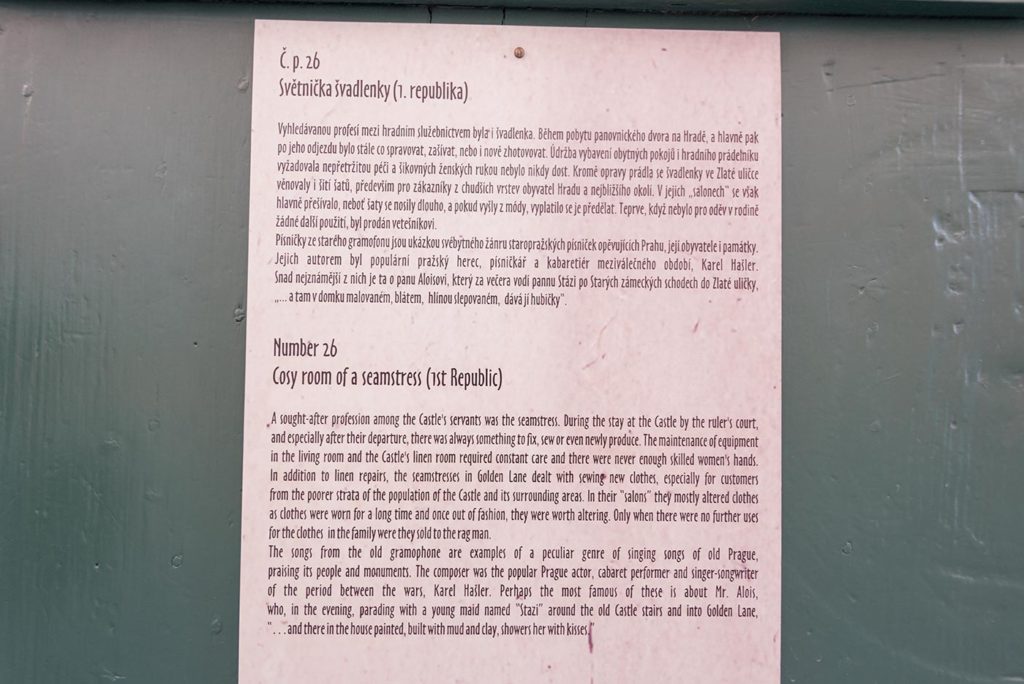 Č. p. 26
Světnička švadlenky (1. republika)
Vyhledávanou profesí mezi hradním služebnictvem byla i švadlenka. Během pobytu panovnického dvora na Hradě, a hlavně pak
po jeho odjezdu bylo stále co spravovat, zašívat, nebo i nově zhotovovat. Údržba vybavení obytných pokojů i hradního prádelníku
vyžadovala nepřetržitou péči a šikovných ženských rukou nebylo nikdy dost. Kromě opravy prádla se švadlenky ve Zlaté uličce
věnovaly i šití šatů, především pro zákazníky z chudších vrstev obyvatel Hradu a nejbližšího okolí. V jejich „salonech" se však
hlavně přešívalo, neboť šaty se nosily dlouho, a pokud vyšly z módy, vyplatilo se je předělat. Teprve, když nebylo pro oděv v rodině
žádné další použití, byl prodán vetešníkovi.
Písničky ze starého gramofonu jsou ukázkou svébytného žánru staropražských písniček opěvujících Prahu, její obyvatele i památky.
Jejich autorem byl populární pražský herec, písničkář a kabaretiér meziválečného období, Karel Hašler.
Snad nejznámější z nich je ta o panu Aloisovi, který za večera vodí pannu Stázi po Starých zámeckých schodech do Zlaté uličky,
„... a tam v domku malovaném, blátem, hlínou slepovaném, dává jí hubičky".
Number 26
Cosy room of a seamstress (1st Republic)
A sought-after profession among the Castle's servants was the seamstress. During the stay at the Castle by the ruler's court,
and especially after their departure, there was always something to fix, sew or even newly produce. The maintenance of equipment
in the living room and the Castle's linen room required constant care and there were never enough skilled women's hands.
In addition to linen repairs, the seamstresses in Golden Lane dealt with sewing new clothes, especially for customers
from the poorer strata of the population of the Castle and its surrounding areas. In their "salons" they mostly altered clothes
as clothes were worn for a long time and once out of fashion, they were worth altering. Only when there were no further uses
for the clothes in the family were they sold to the rag man.
The songs from the old gramophone are examples of a peculiar genre of singing songs of old Prague,
praising its people and monuments. The composer was the popular Prague actor, cabaret performer and singer-songwriter
of the period between the wars, Karel Hašler. Perhaps the most famous of these is about Mr. Alois,
who, in the evening, parading with a young maid named "Stazi" around the old Castle stairs and into Golden Lane,
"... and there in the house painted, built with mud and clay, showers her with kisses."